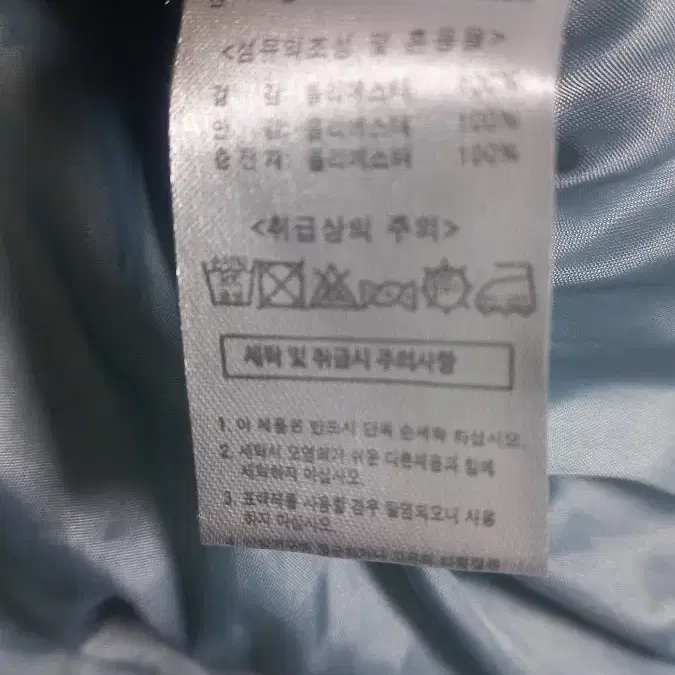 <섬유의조성 및 혼용율>
겉 감: 폴리에스터 100%
안 감: 폴리에스터 100%
충전재: 폴리에스터 100%
<취급상의 주의>
세탁 및 취급시 주의사항
1. 이 제품은 반드시 단독 손세탁 하십시오.
2. 세탁시 오염되기 쉬운 다른제품과 함께
세탁하지 마십시오.
3. 표백제를 사용할 경우 탈염되오니 사용
하지 마십시오.